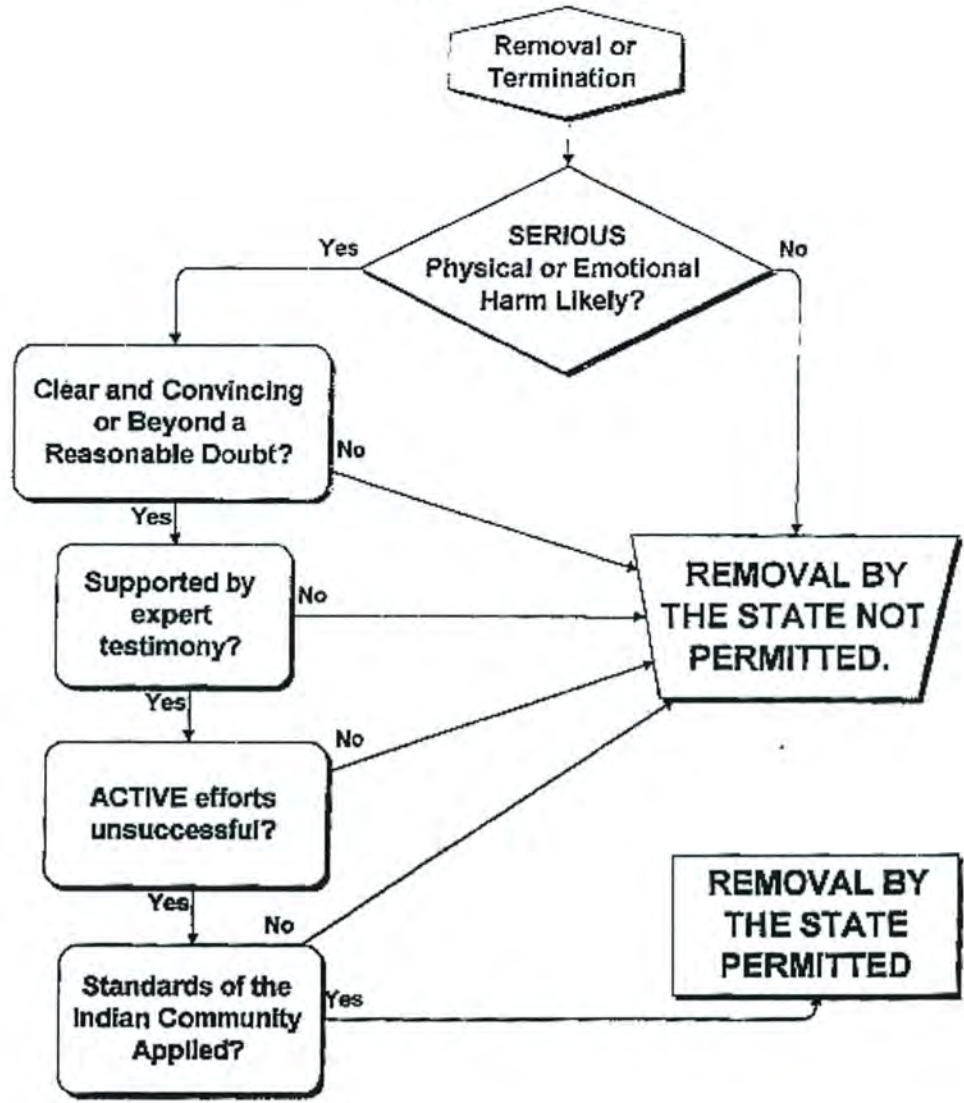 Removal or
Termination
SERIOUS
Physical or Emotional
Harm Likely?
Yes
No
Clear and Convincing
or Beyond a
Reasonable Doubt?
No
Yes
Supported by
expert
testimony?
No
Yes
REMOVAL BY
THE STATE NOT
PERMITTED.
ACTIVE efforts
unsuccessful?
No
Yes
REMOVAL BY
THE STATE
PERMITTED
Standards of the
Indian Community
Applied?
No
Yes